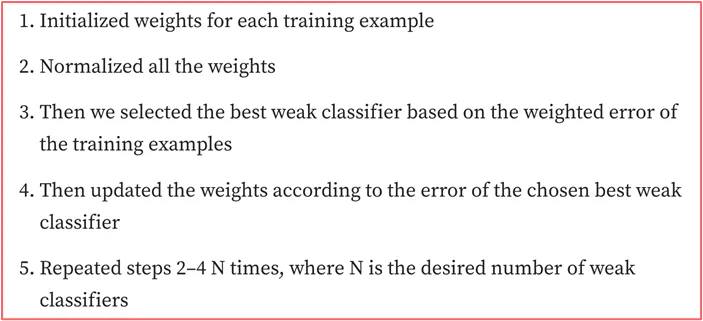 1. Initialized weights for each training example
2. Normalized all the weights
3. Then we selected the best weak classifier based on the weighted error of
the training examples
4. Then updated the weights according to the error of the chosen best weak
classifier
5. Repeated steps 2–4 N times, where N is the desired number of weak
classifiers